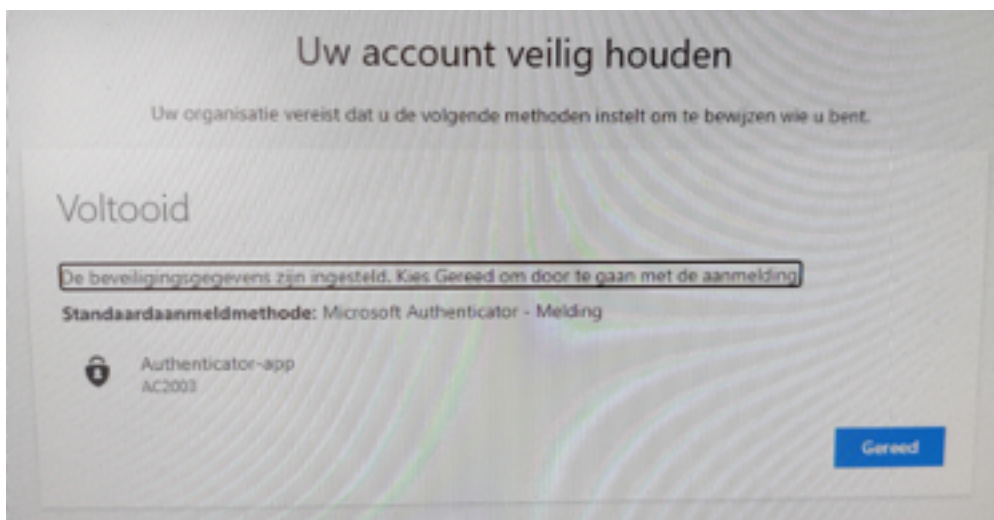 Uw account veilig houden
Uw organisatie vereist dat u de volgende methoden instelt om te bewijzen wie u bent.
Voltooid
De beveiligingsgegevens zijn ingesteld. Kies Gereed om door te gaan met de aanmelding
Standaardaanmeldmethode: Microsoft Authenticator - Melding
Authenticator-app
AC2003
Gereed